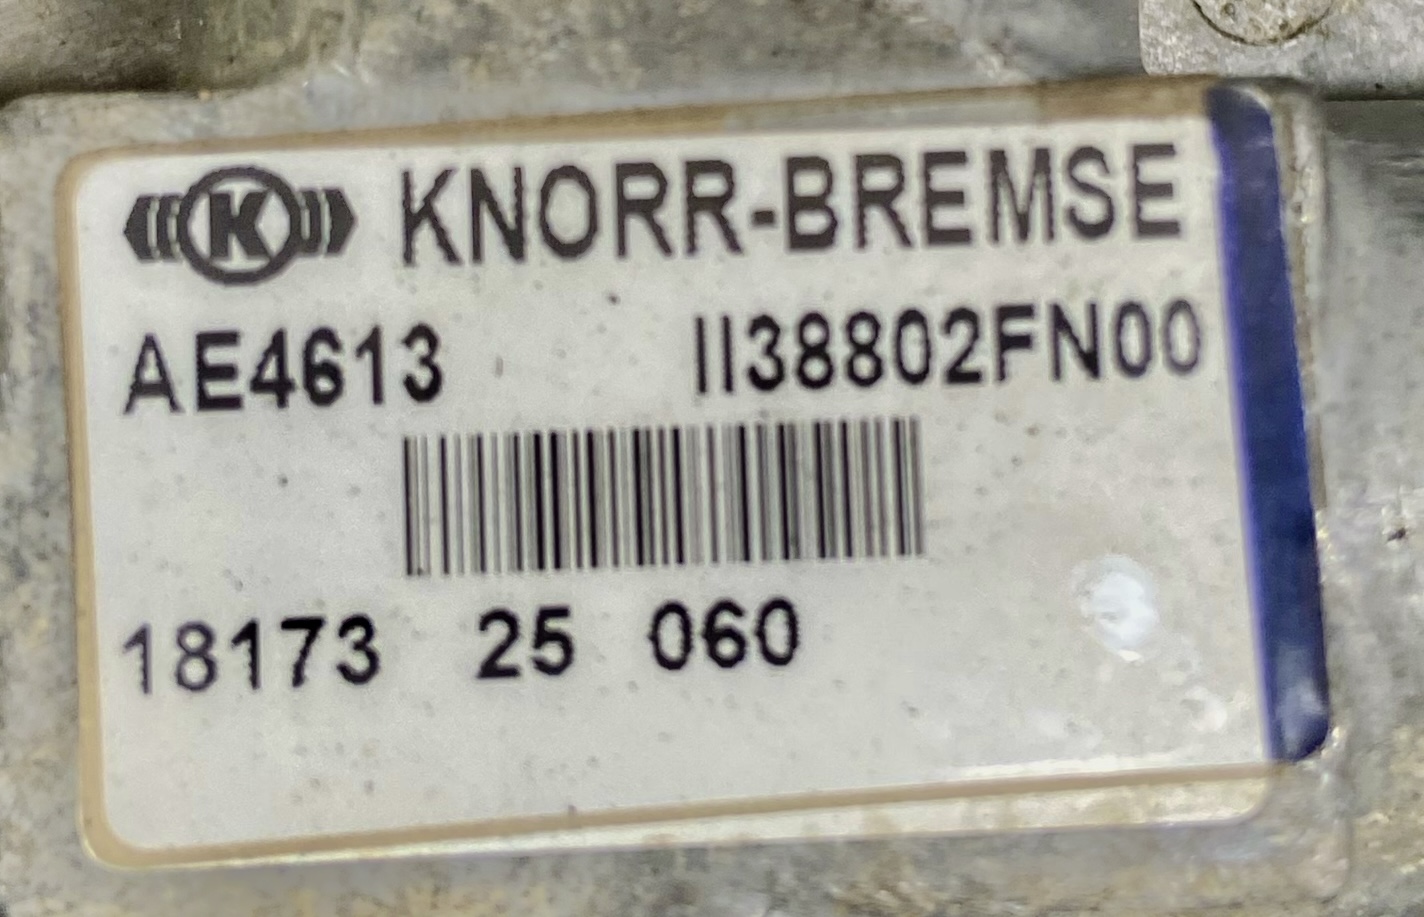 K KNORR-BREMSE
AE4613 II38802FN00
18173 25 060